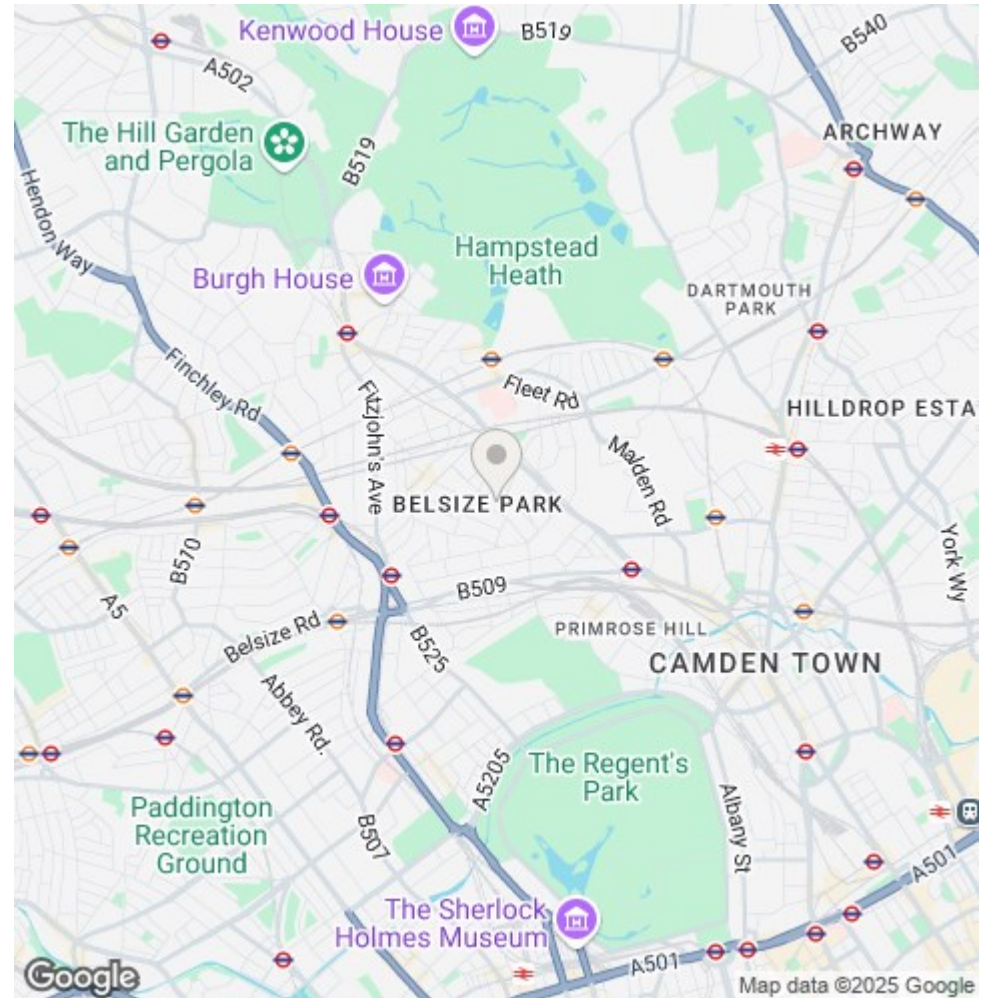 Kenwood House
B519
B540
A502
The Hill Garden
and Pergola
B519
ARCHWAY
Hendon Way
Hampstead
Heath
Burgh House
DARTMOUTH
PARK
Finchley Rd
Fitzjohn's Ave
Fleet Rd
HILLDROP ESTA
Malden Rd
BELSIZE PARK
York Wy
B570
B509
A5
Belsize Rd
B525
PRIMROSE HILL
CAMDEN TOWN
Abbey Rd.
A5205
The Regent's
Park
Albany St
Paddington
Recreation
Ground
B507
A501
The Sherlock
Holmes Museum
A501
Google
Map data ©2025 Google